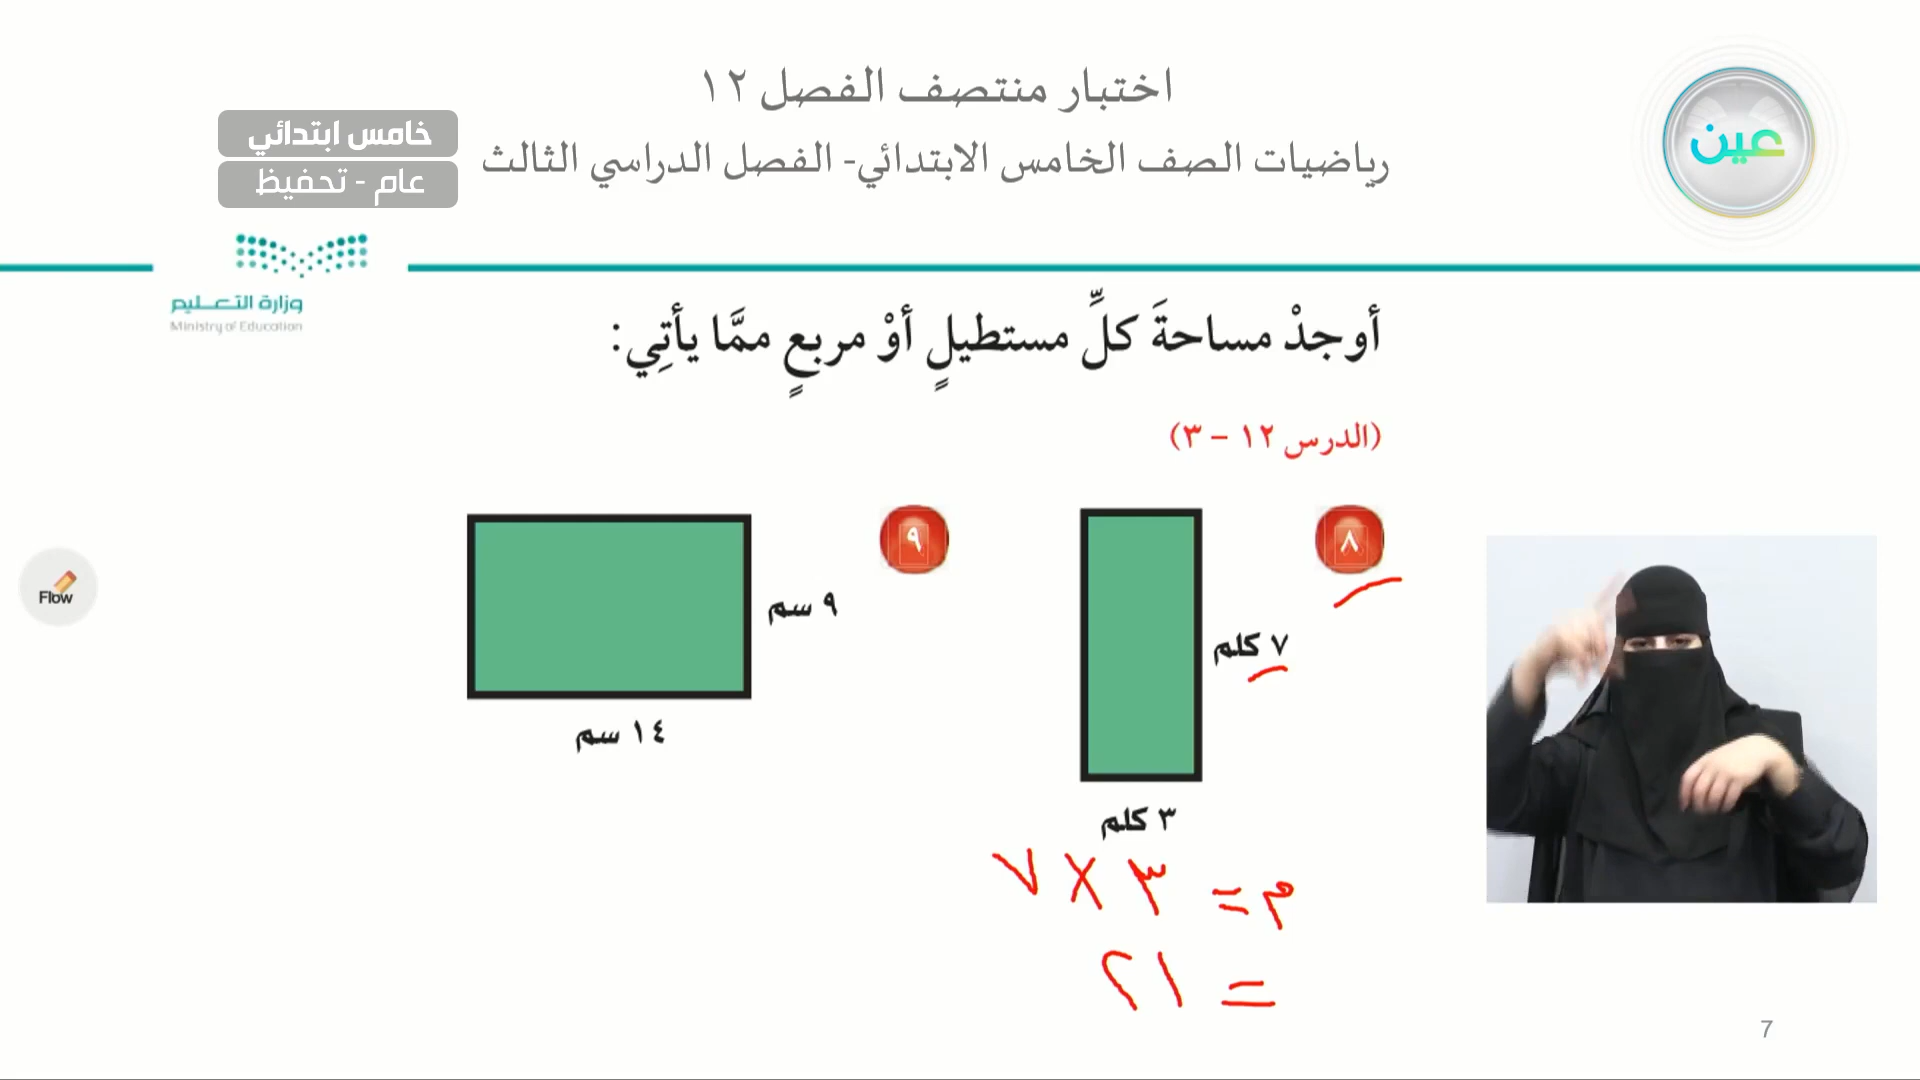 اختبار منتصف الفصل ١٢
رياضيات الصف الخامس الابتدائي- الفصل الدراسي الثالث
خامس ابتدائي
عام - تحفيظ
عين
وزارة التعليم
Ministry of Education
أوجدْ مساحةَ كلِّ مستطيلٍ أوْ مربعٍ ممَّا يأتِي:
(الدرس ١٢ – ٣)
٨
٧ كلم
٣ كلم
٩
٩ سم
١٤ سم
م = ٣ × ٧
= ٢١
Flow
7